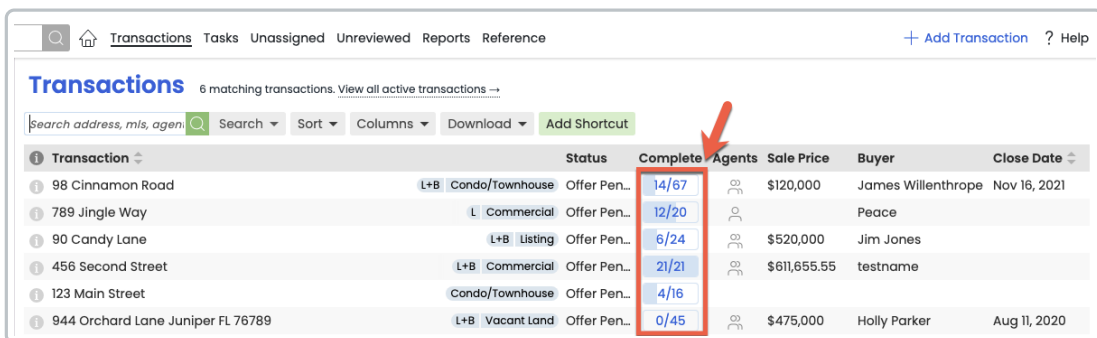 Transactions Tasks Unassigned Unreviewed Reports Reference + Add Transaction ? Help
Transactions 6 matching transactions. View all active transactions →
Search address, mls, agen Search Sort Columns Download Add Shortcut
Transaction Status Complete Agents Sale Price Buyer Close Date
98 Cinnamon Road L+B Condo/Townhouse Offer Pen... 14/67 $120,000 James Willenthrope Nov 16, 2021
789 Jingle Way L Commercial Offer Pen... 12/20 Peace
90 Candy Lane L+B Listing Offer Pen... 6/24 $520,000 Jim Jones
456 Second Street L+B Commercial Offer Pen... 21/21 $611,655.55 testname
123 Main Street Condo/Townhouse Offer Pen... 4/16
944 Orchard Lane Juniper FL 76789 L+B Vacant Land Offer Pen... 0/45 $475,000 Holly Parker Aug 11, 2020